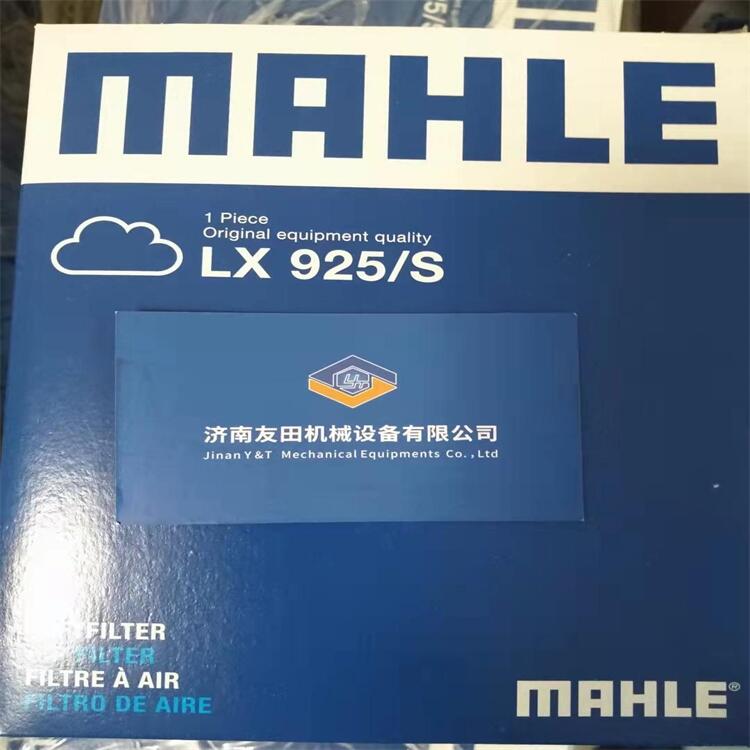 MAHLE
1 Piece
Original equipment quality
LX 925/S
济南友田机械设备有限公司
Jinan Y&T Mechanical Equipments Co.,Ltd
FILTER
FILTER
FILTRE À AIR
FILTRO DE AIRE
MAHLE®